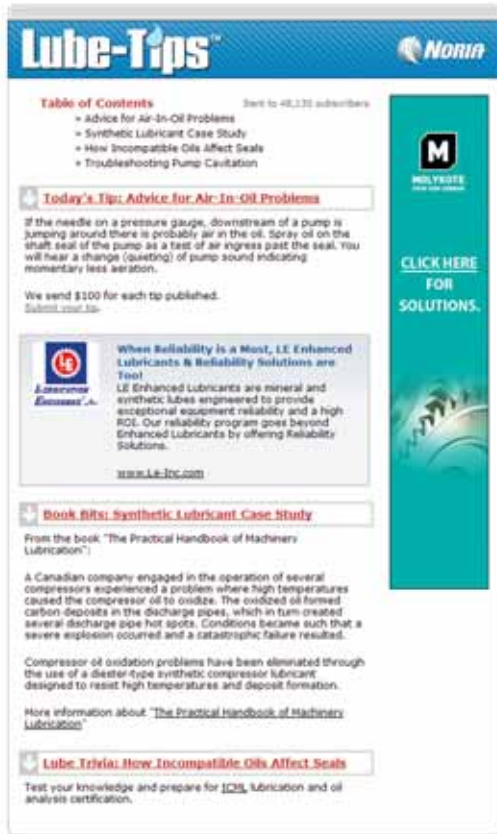 Lube-Tips™
NORIA
Table of Contents
Sent to 48,135 subscribers
» Advice for Air-In-Oil Problems
» Synthetic Lubricant Case Study
» How Incompatible Oils Affect Seals
» Troubleshooting Pump Cavitation
Today's Tip: Advice for Air-In-Oil Problems
If the needle on a pressure gauge, downstream of a pump is
jumping around there is probably air in the oil. Spray oil on the
shaft seal of the pump as a test of air ingress past the seal. You
will hear a change (quieting) of pump sound indicating
momentary less aeration.
We send $100 for each tip published.
Submit your tip.
LE
LUBRICATION
ENGINEERS
When Reliability is a Must, LE Enhanced
Lubricants & Reliability Solutions are
Too!
LE Enhanced Lubricants are mineral and
synthetic lubes engineered to provide
exceptional equipment reliability and a high
ROI. Our reliability program goes beyond
Enhanced Lubricants by offering Reliability
Solutions.
www.Le-Inc.com
Book Bits: Synthetic Lubricant Case Study
From the book "The Practical Handbook of Machinery
Lubrication":
A Canadian company engaged in the operation of several
compressors experienced a problem where high temperatures
caused the compressor oil to oxidize. The oxidized oil formed
carbon deposits in the discharge pipes, which in turn created
several discharge pipe hot spots. Conditions became such that a
severe explosion occurred and a catastrophic failure resulted.
Compressor oil oxidation problems have been eliminated through
the use of a diester-type synthetic compressor lubricant
designed to resist high temperatures and deposit formation.
More information about "The Practical Handbook of Machinery
Lubrication"
Lube Trivia: How Incompatible Oils Affect Seals
Test your knowledge and prepare for ICML lubrication and oil
analysis certification.
M
MOLYKOTE
CLICK HERE
FOR
SOLUTIONS.